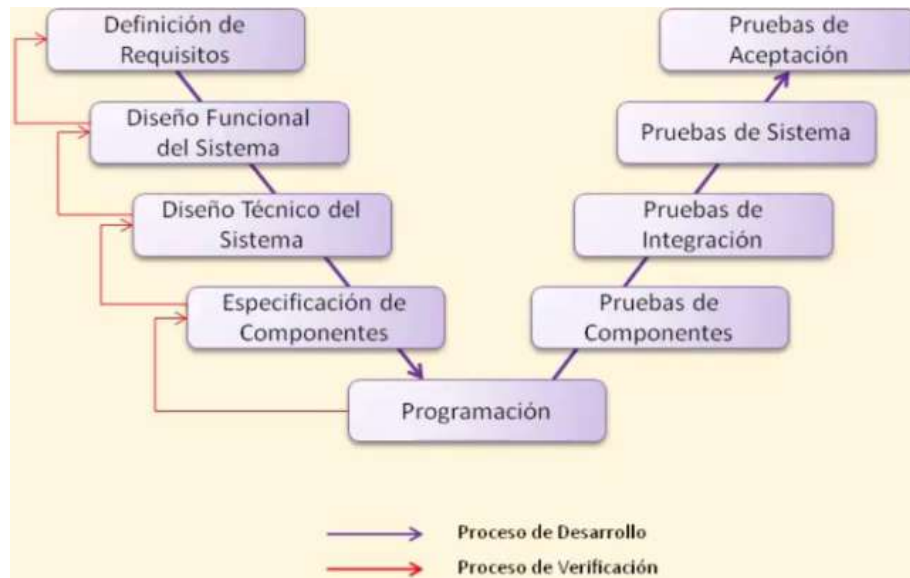 Definición de
Requisitos
Diseño Funcional
del Sistema
Diseño Técnico del
Sistema
Especificación de
Componentes
Programación
Pruebas de
Componentes
Pruebas de
Integración
Pruebas de Sistema
Pruebas de
Aceptación
Proceso de Desarrollo
Proceso de Verificación